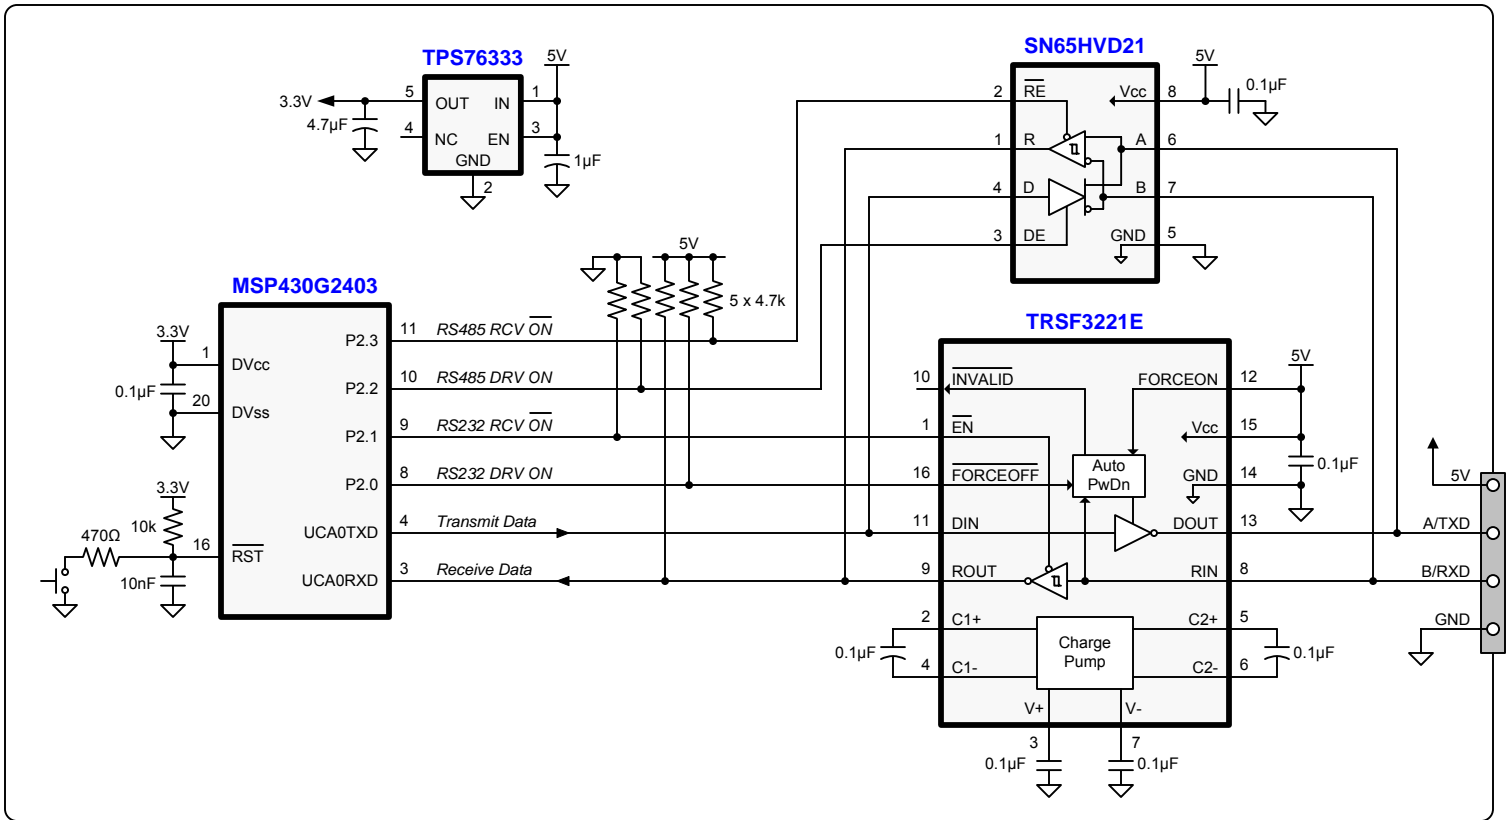 TPS76333
5V
3.3V
5
OUT
IN
1
4.7µF
4
NC
EN
3
GND
2
1µF
SN65HVD21
5V
2
RE
Vcc
8
0.1µF
1
R
A
6
4
D
B
7
3
DE
GND
5
MSP430G2403
5V
5 x 4.7k
3.3V
1
DVcc
0.1µF
20
DVss
P2.3
11
RS485 RCV ON
P2.2
10
RS485 DRV ON
P2.1
9
RS232 RCV ON
P2.0
8
RS232 DRV ON
3.3V
10k
470Ω
16
RST
10nF
UCA0TXD
4
Transmit Data
UCA0RXD
3
Receive Data
TRSF3221E
5V
10
INVALID
FORCEON
12
1
EN
Vcc
15
0.1µF
16
FORCEOFF
Auto
PwDn
GND
14
11
DIN
DOUT
13
9
ROUT
RIN
8
2
C1+
C2+
5
0.1µF
Charge
Pump
0.1µF
4
C1-
C2-
6
V+
V-
3
7
0.1µF
0.1µF
5V
A/TXD
B/RXD
GND